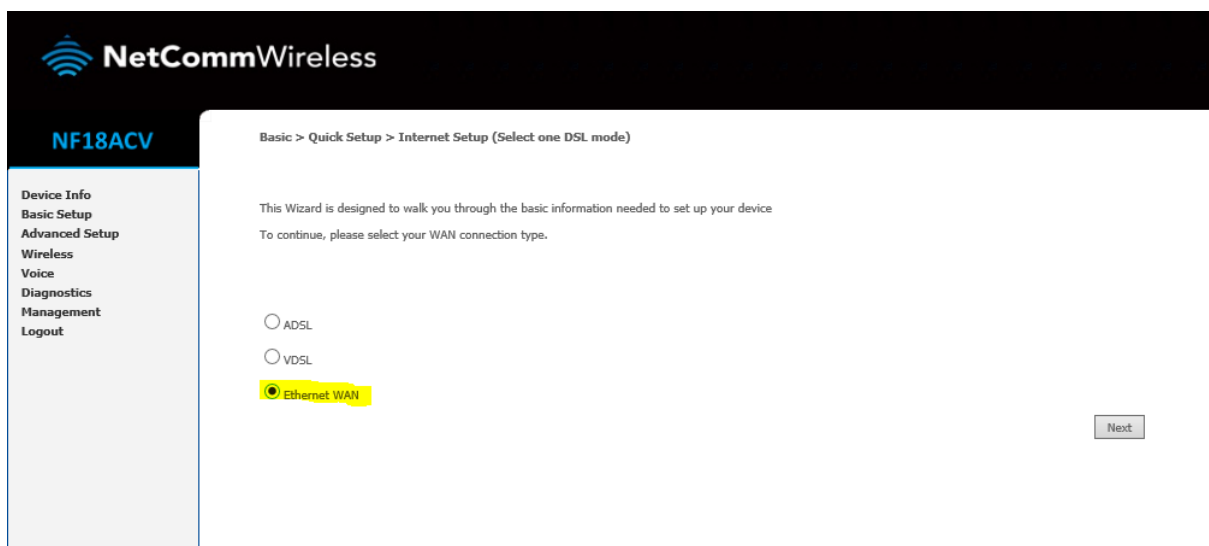 NetCommWireless
NF18ACV
Basic > Quick Setup > Internet Setup (Select one DSL mode)
Device Info
Basic Setup
Advanced Setup
Wireless
Voice
Diagnostics
Management
Logout
This Wizard is designed to walk you through the basic information needed to set up your device
To continue, please select your WAN connection type.
ADSL
VDSL
Ethernet WAN
Next